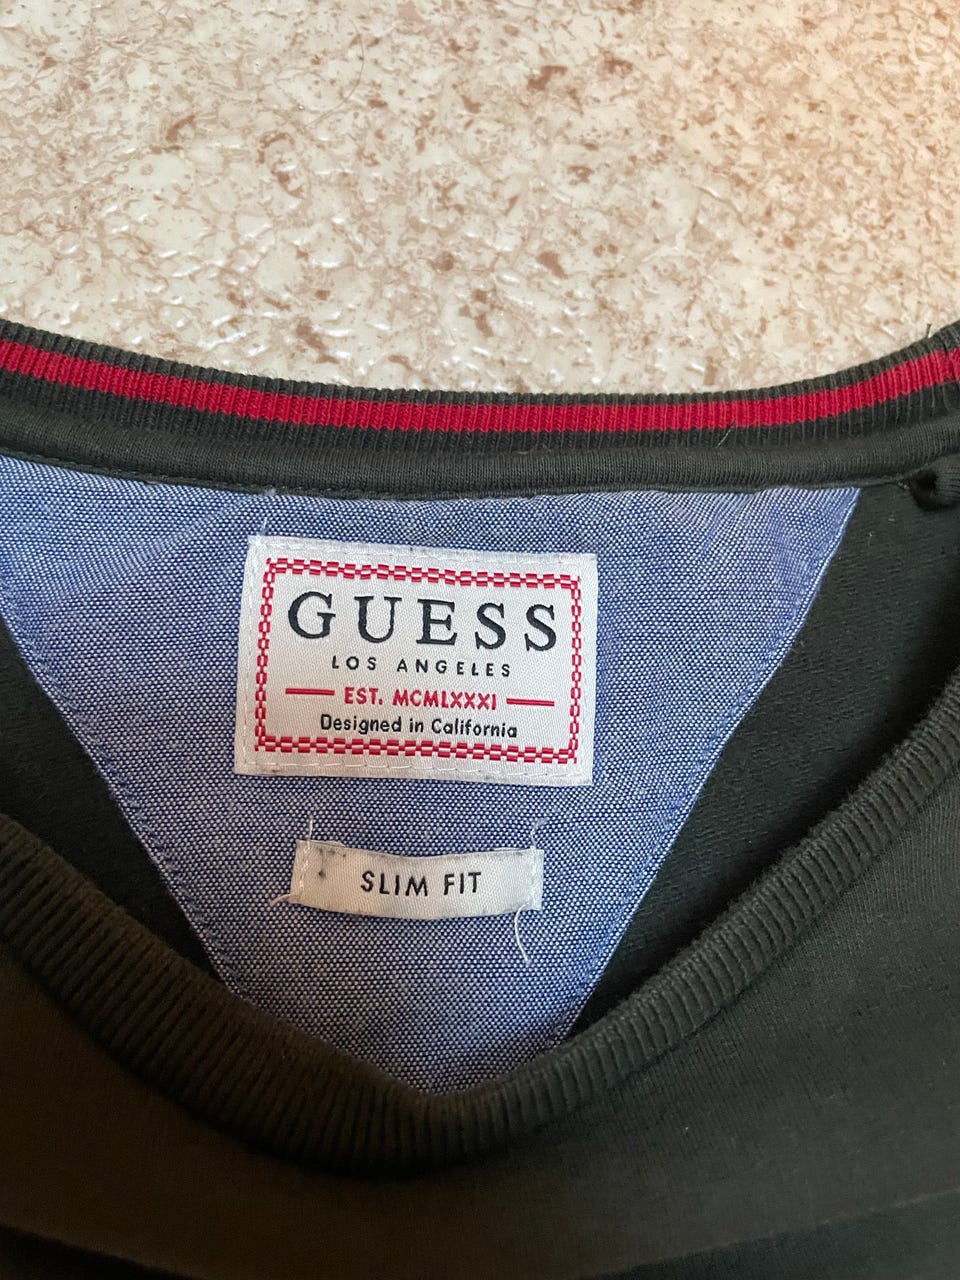 GUESS
LOS ANGELES
EST. MCMLXXXI
Designed in California
SLIM FIT